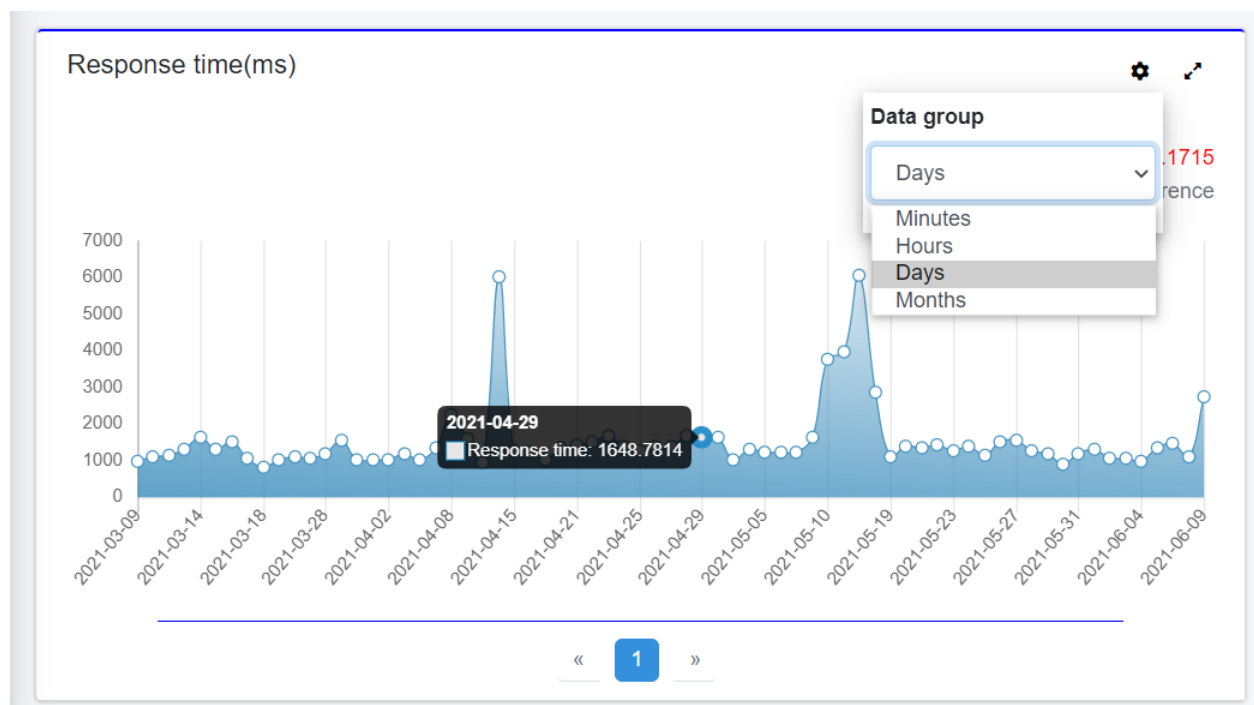 Response time(ms)
Data group
Days
.1715
rence
Minutes
Hours
Days
Months
7000
6000
5000
4000
3000
2000
1000
0
2021-04-29
Response time: 1648.7814
2021-03-09
2021-03-14
2021-03-18
2021-03-28
2021-04-02
2021-04-08
2021-04-15
2021-04-21
2021-04-25
2021-04-29
2021-05-05
2021-05-10
2021-05-19
2021-05-23
2021-05-27
2021-05-31
2021-06-04
2021-06-09
« 1 »